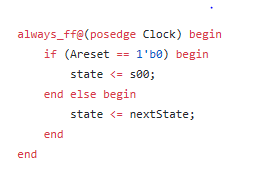 always_ff@(posedge Clock) begin
    if (Areset == 1'b0) begin
        state <= s00;
    end else begin
        state <= nextState;
    end
end